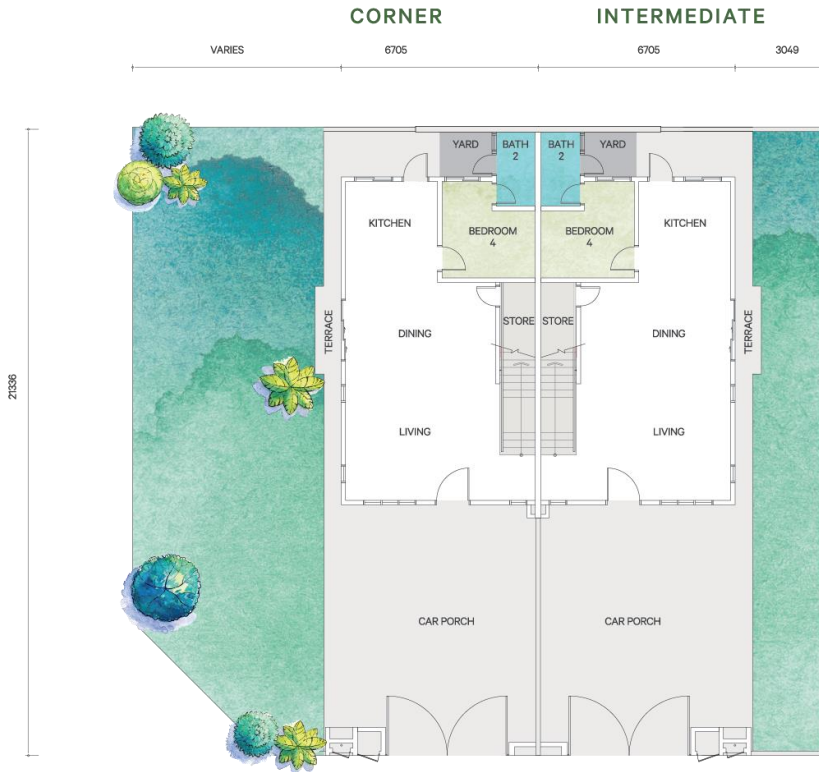 CORNER
INTERMEDIATE
VARIES
6705
6705
3049
YARD
BATH
2
BATH
2
YARD
KITCHEN
BEDROOM
4
BEDROOM
4
KITCHEN
TERRACE
DINING
STORE
STORE
DINING
TERRACE
21336
LIVING
LIVING
CAR PORCH
CAR PORCH